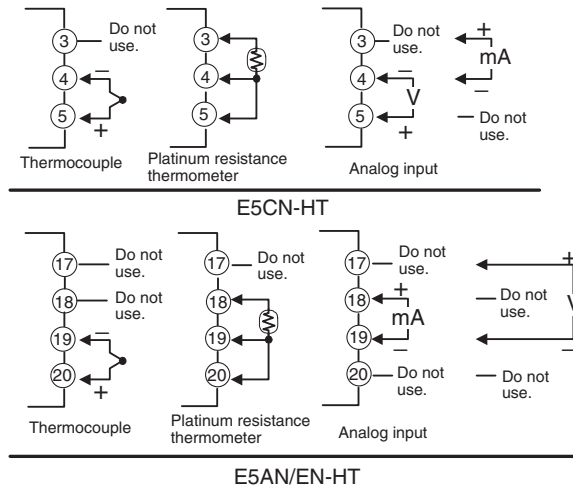 3 Do not use.
4 −
5 +
Thermocouple
3
4
5
Platinum resistance
thermometer
3 Do not use. + mA
4 − V −
5 + — Do not use.
Analog input
E5CN-HT
17 Do not use.
18 Do not use.
19 −
20 +
Thermocouple
17 Do not use.
18
19
20
Platinum resistance
thermometer
17 Do not use. +
18 + mA Do not use. V
19 − −
20 Do not use. Do not use.
Analog input
E5AN/EN-HT